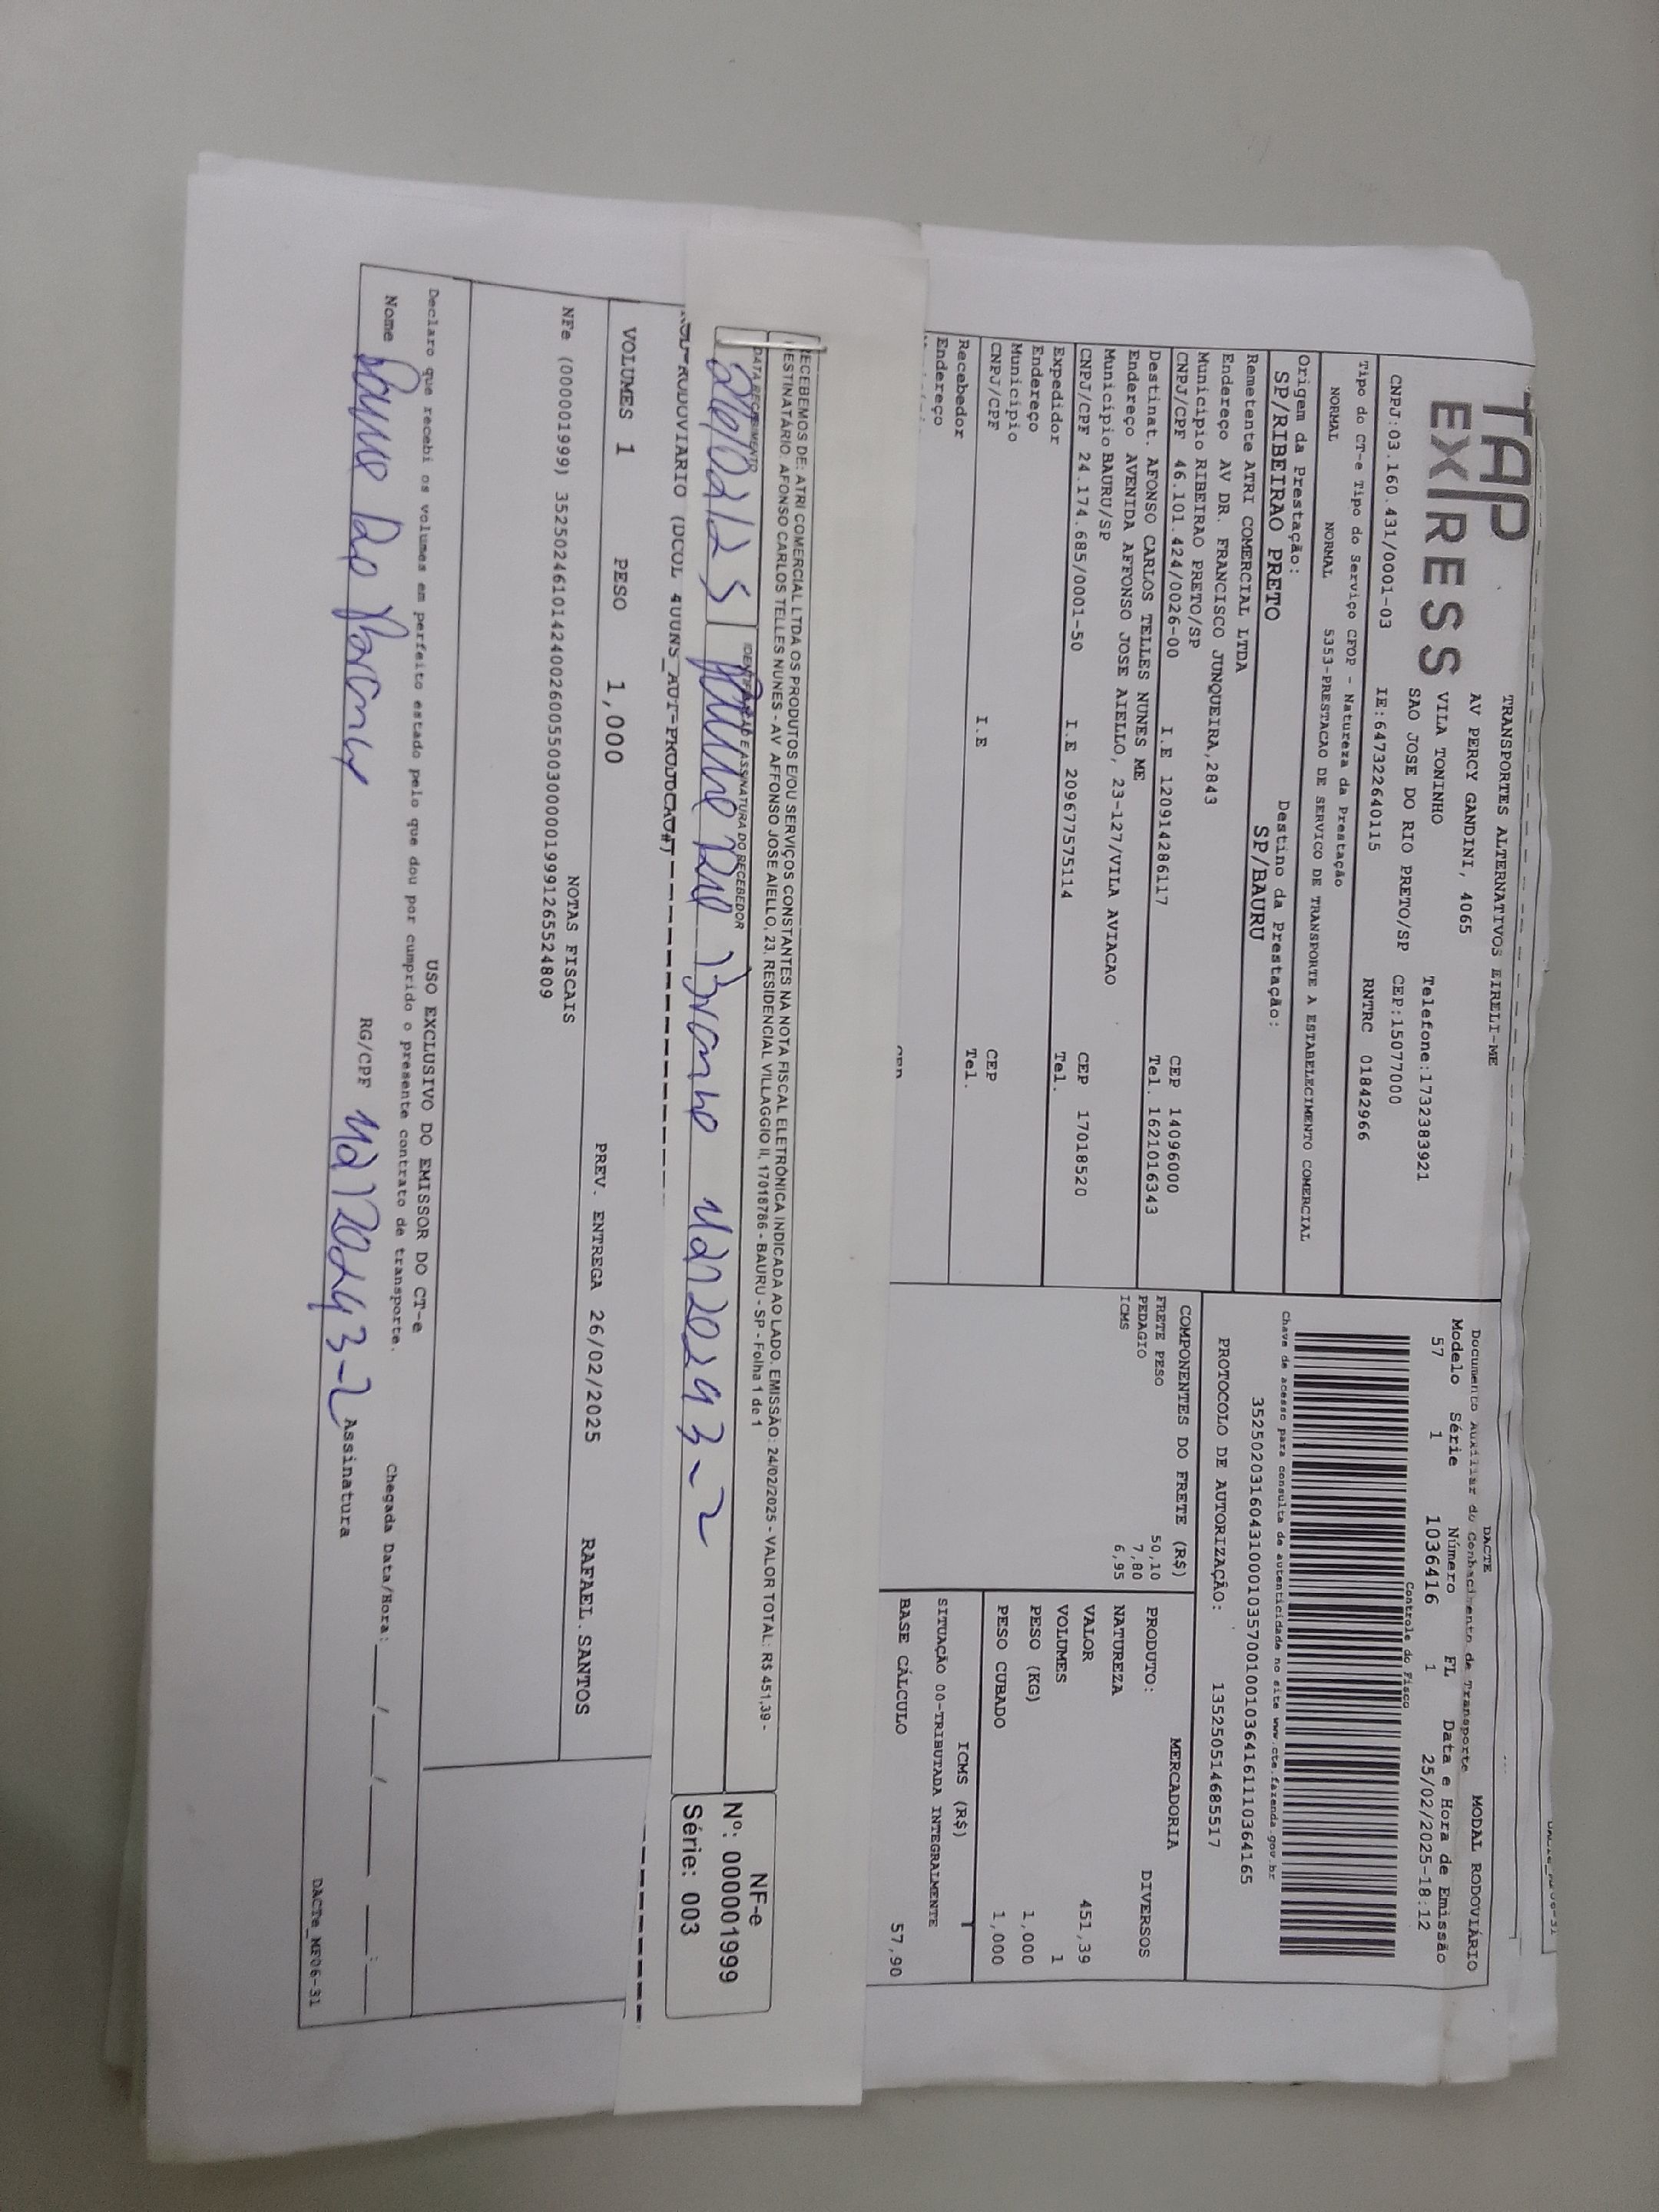 TAP
EXPRESS
TRANSPORTES ALTERNATIVOS EIRELI-ME
AV PERCY GANDINI, 4065
VILA TONINHO
SAO JOSE DO RIO PRETO/SP
Telefone:1732383921
CEP:15077000
CNPJ:03.160.431/0001-03 IE:647322640115 RNTRC 01842966
DACTE
Documento Auxiliar do Conhecimento de Transporte
MODAL RODOVIÁRIO
Modelo Série Número FL Data e Hora de Emissão
57 1 1036416 1 25/02/2025-18:12
Controle do Fisco
Chave de acesso para consulta de autenticidade no site www.cte.fazenda.gov.br
35250203160431000103570010010364161110364165
PROTOCOLO DE AUTORIZAÇÃO: 135250514685517
Tipo do CT-e Tipo do Serviço CFOP - Natureza da Prestação
NORMAL NORMAL 5353-PRESTACAO DE SERVICO DE TRANSPORTE A ESTABELECIMENTO COMERCIAL
Origem da Prestação: Destino da Prestação:
SP/RIBEIRAO PRETO SP/BAURU
Remetente ATRI COMERCIAL LTDA
Endereço AV DR. FRANCISCO JUNQUEIRA,2843
Município RIBEIRAO PRETO/SP CEP 14096000
CNPJ/CPF 46.101.424/0026-00 I.E 120914286117 Tel. 1621016343
Destinat. AFONSO CARLOS TELLES NUNES ME
Endereço AVENIDA AFFONSO JOSE AIELLO, 23-127/VILA AVIACAO
Município BAURU/SP CEP 17018520
CNPJ/CPF 24.174.685/0001-50 I.E 209677575114 Tel.
Expedidor
Endereço
Município CEP
CNPJ/CPF I.E Tel.
Recebedor
Endereço
COMPONENTES DO FRETE (R$)
FRETE PESO 50,10
PEDAGIO 7,80
ICMS 6,95
MERCADORIA
PRODUTO: DIVERSOS
NATUREZA
VALOR 451,39
VOLUMES 1
PESO (KG) 1,000
PESO CUBADO 1,000
ICMS (R$)
SITUAÇÃO 00-TRIBUTADA INTEGRALMENTE
BASE CÁLCULO 57,90
RECEBEMOS DE: ATRI COMERCIAL LTDA OS PRODUTOS E/OU SERVIÇOS CONSTANTES NA NOTA FISCAL ELETRÔNICA INDICADA AO LADO. EMISSÃO: 24/02/2025 - VALOR TOTAL: R$ 451,39 -
DESTINATÁRIO: AFONSO CARLOS TELLES NUNES - AV AFFONSO JOSE AIELLO, 23, RESIDENCIAL VILLAGGIO II, 17018786 - BAURU - SP - Folha 1 de 1
DATA RECEBIMENTO IDENTIFICAÇÃO E ASSINATURA DO RECEBEDOR
NF-e
Nº: 000001999
Série: 003
VOLUMES 1 PESO 1,000 PREV. ENTREGA 26/02/2025 RAFAEL.SANTOS
NOTAS FISCAIS
NFe (000001999) 35250246101424002600550030000019991265524809
USO EXCLUSIVO DO EMISSOR DO CT-e
Declaro que recebi os volumes em perfeito estado pelo que dou por cumprido o presente contrato de transporte. Chegada Data/Hora: / / :
Nome RG/CPF Assinatura
DACTe_MF06-31